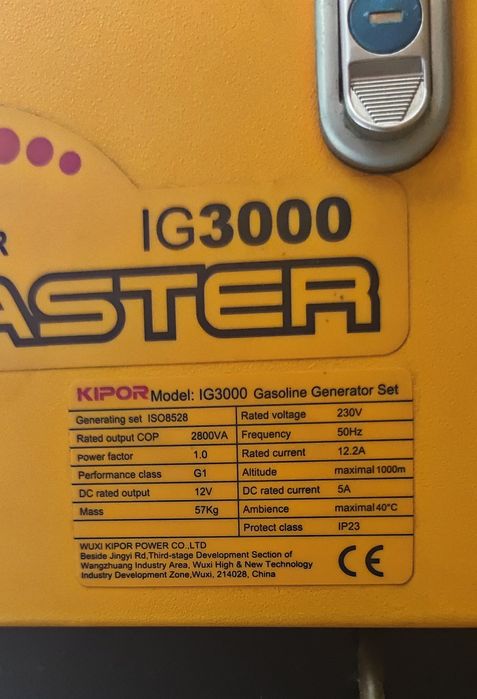 IG3000
R
ASTER
KIPOR Model: IG3000 Gasoline Generator Set
Generating set ISO8528 Rated voltage 230V
Rated output COP 2800VA Frequency 50Hz
Power factor 1.0 Rated current 12.2A
Performance class G1 Altitude maximal 1000m
DC rated output 12V DC rated current 5A
Mass 57Kg Ambience maximal 40°C
Protect class IP23
WUXI KIPOR POWER CO.,LTD
Beside Jingyi Rd,Third-stage Development Section of
Wangzhuang Industry Area, Wuxi High & New Technology
Industry Development Zone,Wuxi, 214028, China
CE